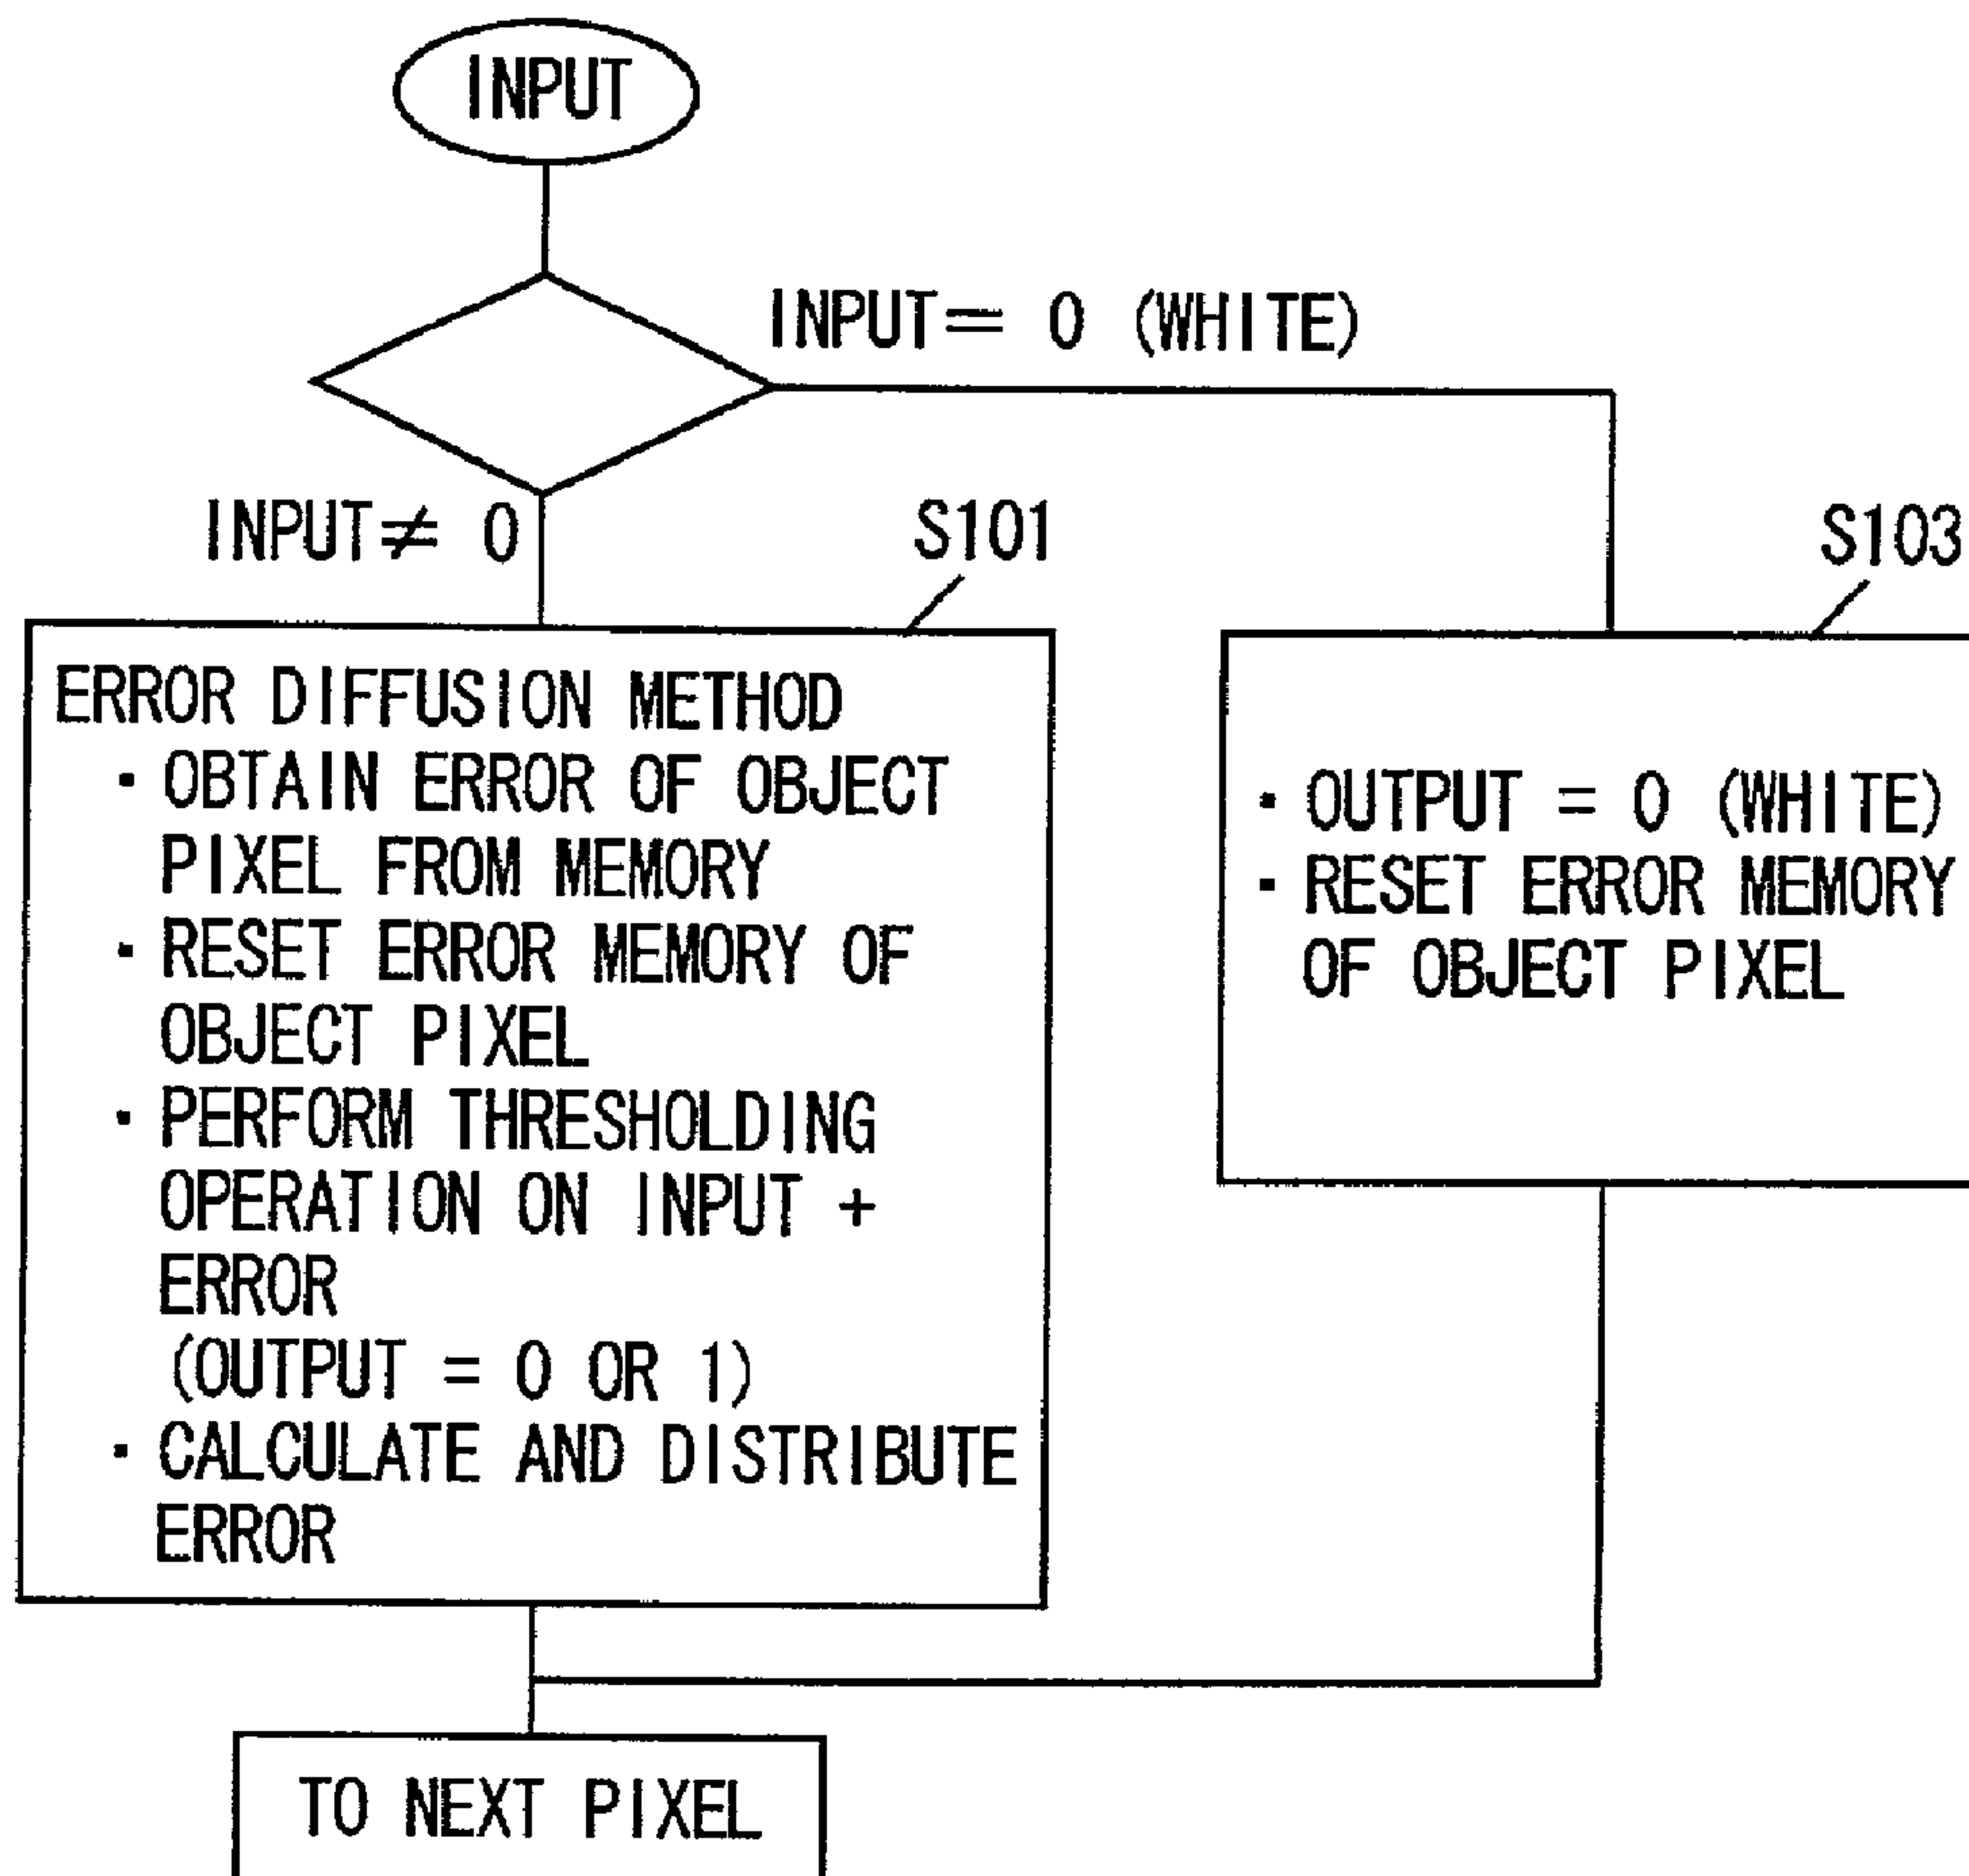 INPUT
INPUT= 0 (WHITE)
INPUT≠ 0
S101
S103
ERROR DIFFUSION METHOD
・OBTAIN ERROR OF OBJECT
PIXEL FROM MEMORY
・RESET ERROR MEMORY OF
OBJECT PIXEL
・PERFORM THRESHOLDING
OPERATION ON INPUT +
ERROR
(OUTPUT = 0 OR 1)
・CALCULATE AND DISTRIBUTE
ERROR
・OUTPUT = 0 (WHITE)
・RESET ERROR MEMORY
OF OBJECT PIXEL
TO NEXT PIXEL